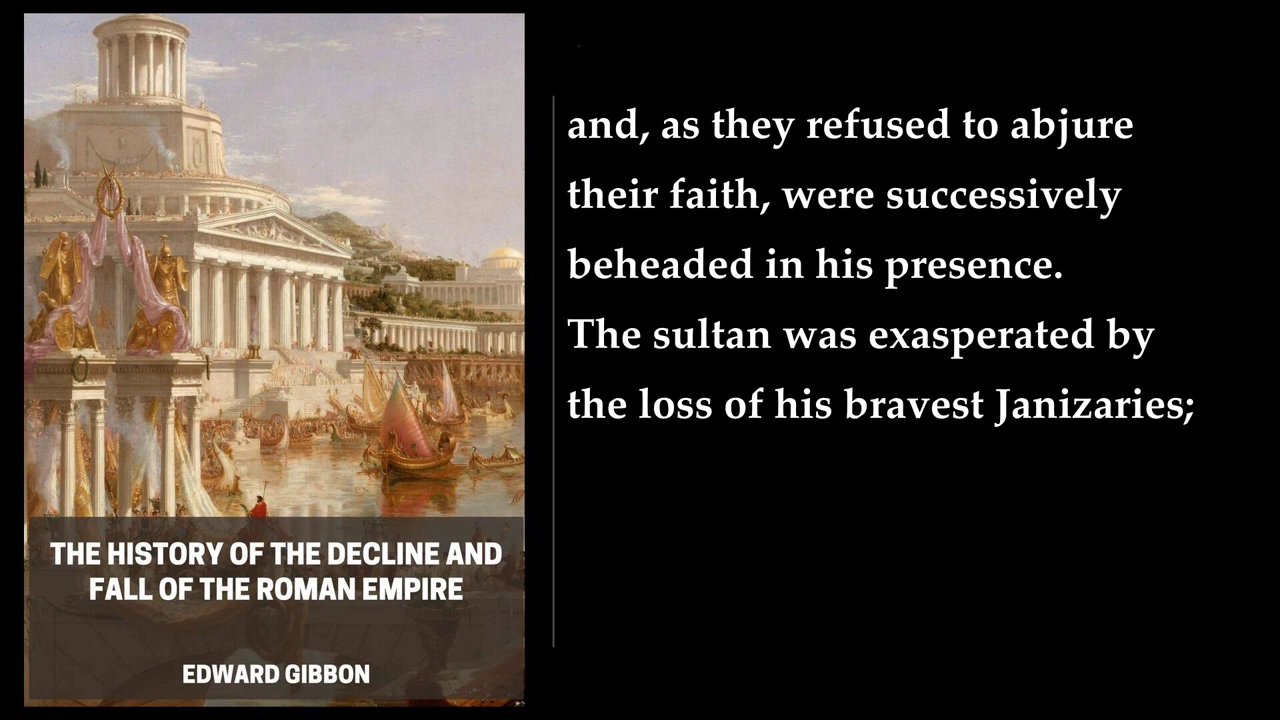 and, as they refused to abjure
their faith, were successively
beheaded in his presence.
The sultan was exasperated by
the loss of his bravest Janizaries;
THE HISTORY OF THE DECLINE AND
FALL OF THE ROMAN EMPIRE
EDWARD GIBBON